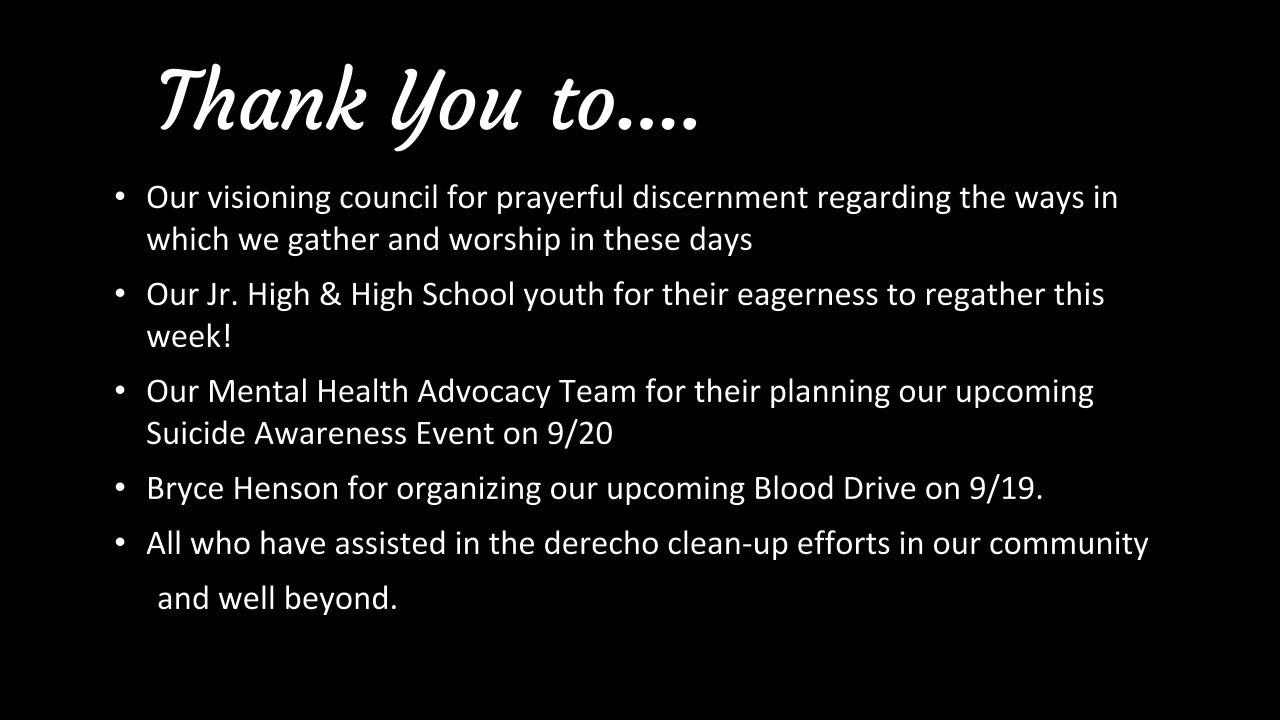 Thank You to....
• Our visioning council for prayerful discernment regarding the ways in
which we gather and worship in these days
• Our Jr. High & High School youth for their eagerness to regather this
week!
• Our Mental Health Advocacy Team for their planning our upcoming
Suicide Awareness Event on 9/20
• Bryce Henson for organizing our upcoming Blood Drive on 9/19.
• All who have assisted in the derecho clean-up efforts in our community
and well beyond.